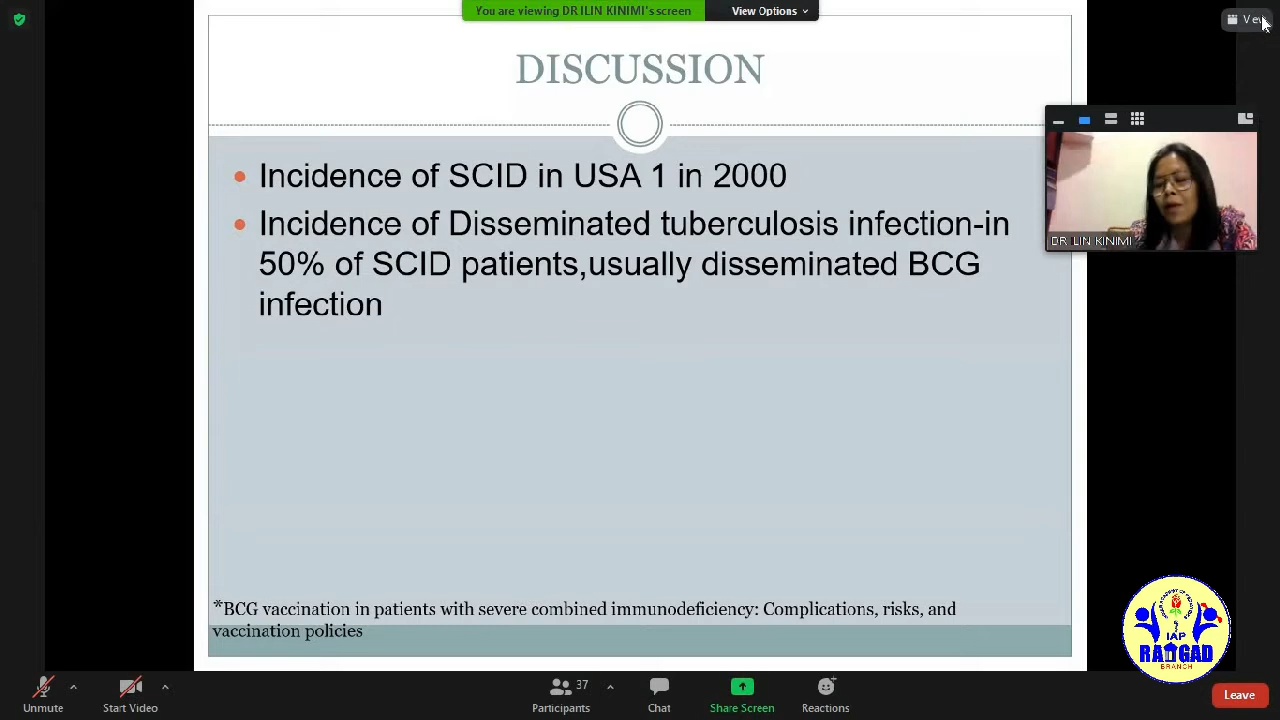 You are viewing DR ILIN KINIMI's screen
View Options
View
DISCUSSION
Incidence of SCID in USA 1 in 2000
Incidence of Disseminated tuberculosis infection-in
50% of SCID patients,usually disseminated BCG
infection
DR ILIN KINIMI
*BCG vaccination in patients with severe combined immunodeficiency: Complications, risks, and
vaccination policies
IAP
RAIGAD
BRANCH
Unmute
Start Video
37
Participants
Chat
Share Screen
Reactions
Leave